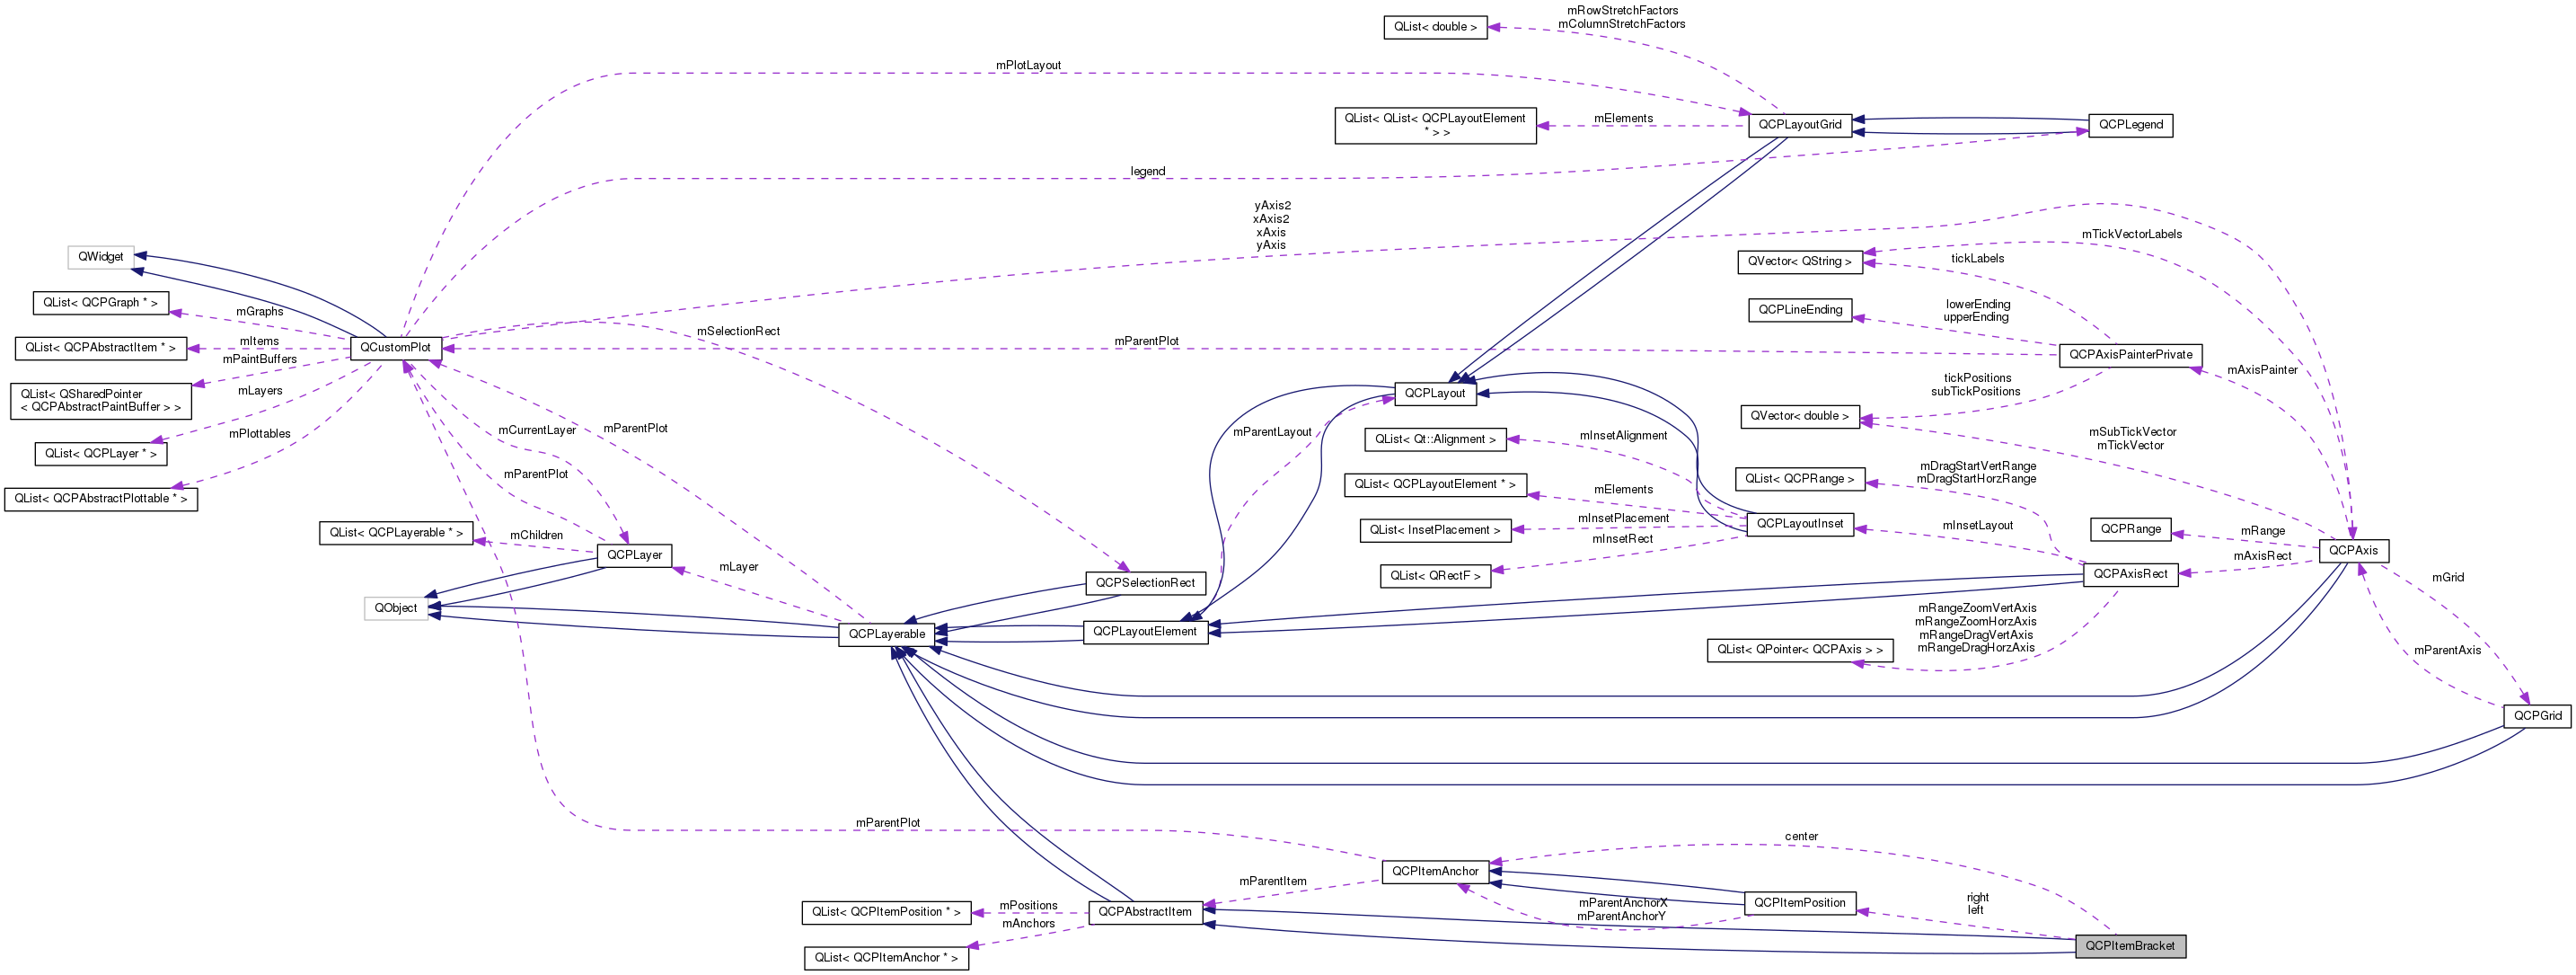 mRowStretchFactors
mColumnStretchFactors
QList< double >
mPlotLayout
QList< QList< QCPLayoutElement
* > >
mElements
QCPLayoutGrid
QCPLegend
legend
yAxis2
xAxis2
xAxis
yAxis
mTickVectorLabels
QWidget
QVector< QString >
tickLabels
QList< QCPGraph * >
mGraphs
QCPLineEnding
lowerEnding
upperEnding
mSelectionRect
QList< QCPAbstractItem * >
mItems
QCustomPlot
mParentPlot
QCPAxisPainterPrivate
mPaintBuffers
mAxisPainter
QList< QSharedPointer
< QCPAbstractPaintBuffer > >
mLayers
QCPLayout
tickPositions
subTickPositions
QVector< double >
mPlottables
mCurrentLayer
mParentPlot
mParentLayout
QList< Qt::Alignment >
mInsetAlignment
mSubTickVector
mTickVector
QList< QCPLayer * >
mParentPlot
QList< QCPRange >
mDragStartVertRange
mDragStartHorzRange
QList< QCPLayoutElement * >
mElements
QList< QCPAbstractPlottable * >
QList< QCPLayerable * >
mChildren
QList< InsetPlacement >
mInsetPlacement
QCPLayoutInset
mInsetLayout
QCPRange
mRange
mInsetRect
QCPLayer
QCPAxis
mAxisRect
mLayer
QCPSelectionRect
QList< QRectF >
QCPAxisRect
mGrid
QObject
QCPLayerable
QCPLayoutElement
mRangeZoomVertAxis
mRangeZoomHorzAxis
mRangeDragVertAxis
mRangeDragHorzAxis
QList< QPointer< QCPAxis > >
mParentAxis
QCPGrid
mParentPlot
center
QCPItemAnchor
mParentItem
QList< QCPItemPosition * >
mPositions
mAnchors
QCPAbstractItem
mParentAnchorX
mParentAnchorY
QCPItemPosition
right
left
QCPItemBracket
QList< QCPItemAnchor * >